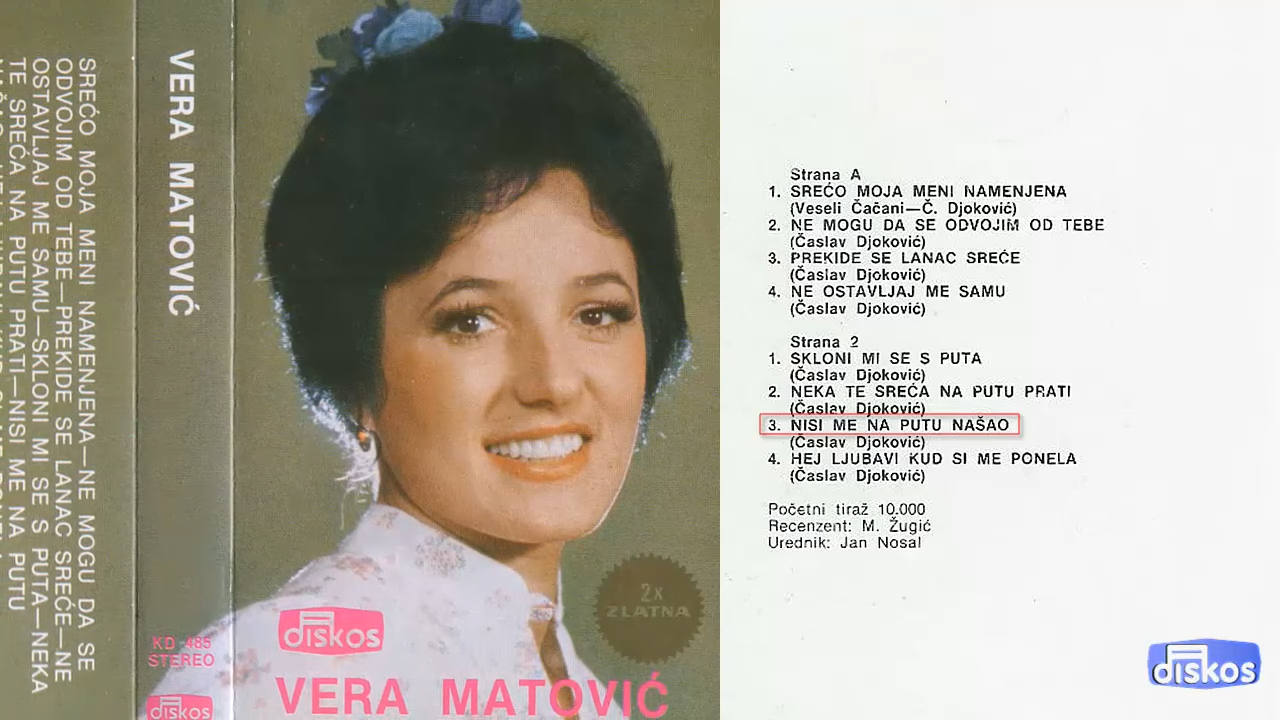 SREĆO MOJA MENI NAMENJENA—NE MOGU DA SE
ODVOJIM OD TEBE—PREKIDE SE LANAC SREĆE—NE
OSTAVLJAJ ME SAMU—SKLONI MI SE S PUTA—NEKA
TE SREĆA NA PUTU PRATI—NISI ME NA PUTU
VERA MATOVIĆ
KD 485
STEREO
diskos
2x
ZLATNA
diskos
VERA MATOVIĆ
Strana A
1. SREĆO MOJA MENI NAMENJENA
(Veseli Čačani—Č. Djoković)
2. NE MOGU DA SE ODVOJIM OD TEBE
(Časlav Djoković)
3. PREKIDE SE LANAC SREĆE
(Časlav Djoković)
4. NE OSTAVLJAJ ME SAMU
(Časlav Djoković)
Strana 2
1. SKLONI MI SE S PUTA
(Časlav Djoković)
2. NEKA TE SREĆA NA PUTU PRATI
(Časlav Djoković)
3. NISI ME NA PUTU NAŠAO
(Časlav Djoković)
4. HEJ LJUBAVI KUD SI ME PONELA
(Časlav Djoković)
Početni tiraž 10.000
Recenzent: M. Žugić
Urednik: Jan Nosal
diskos